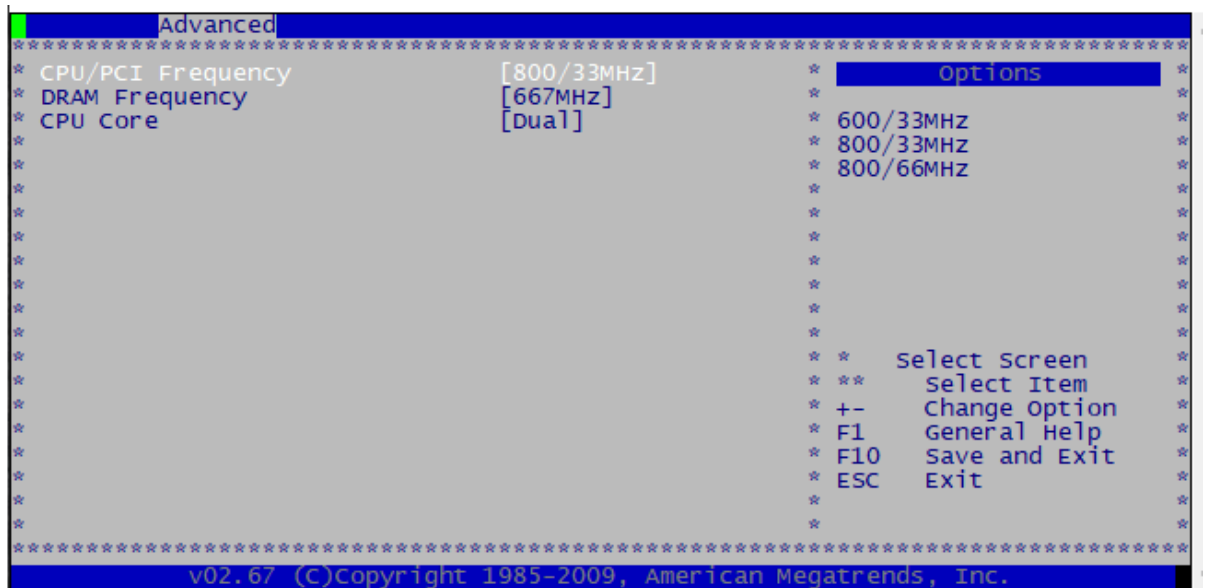 Advanced
CPU/PCI Frequency [800/33MHz]
DRAM Frequency [667MHz]
CPU Core [Dual]
Options
600/33MHz
800/33MHz
800/66MHz
* Select Screen
** Select Item
+- Change Option
F1 General Help
F10 Save and Exit
ESC Exit
v02.67 (C)Copyright 1985-2009, American Megatrends, Inc.